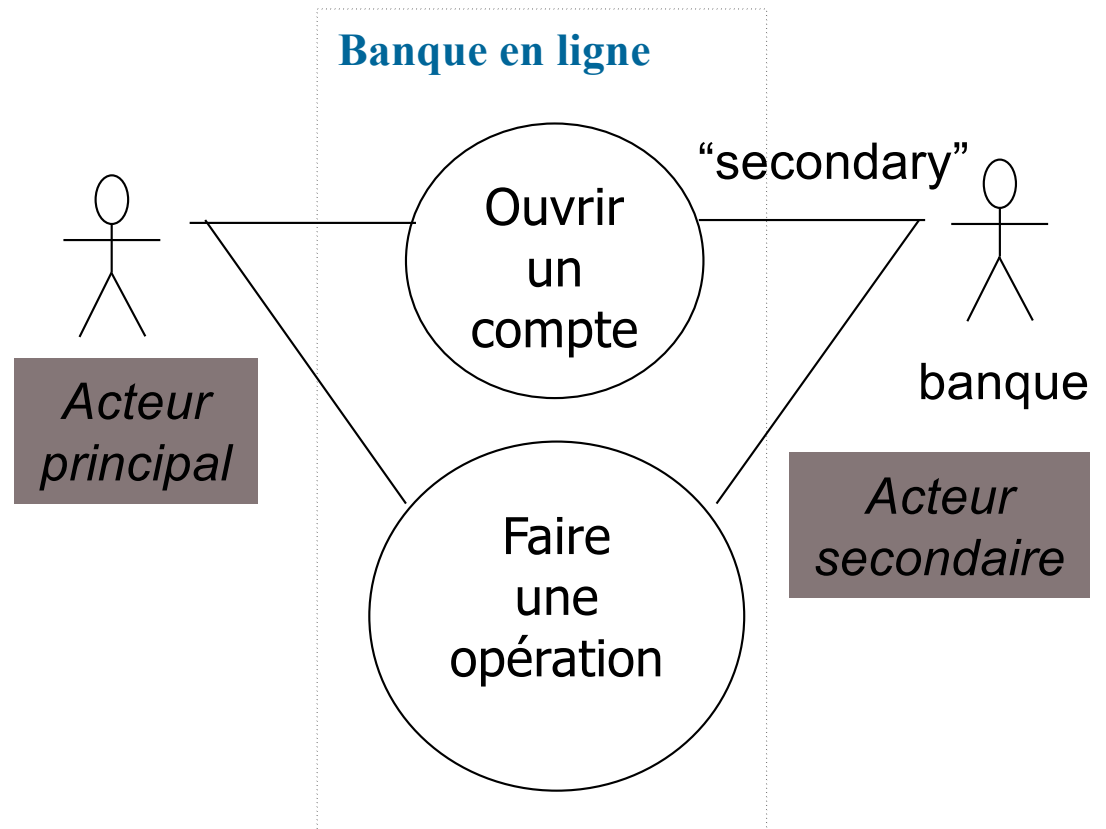 Banque en ligne
“secondary”
Ouvrir
un
compte
banque
Acteur
principal
Acteur
secondaire
Faire
une
opération